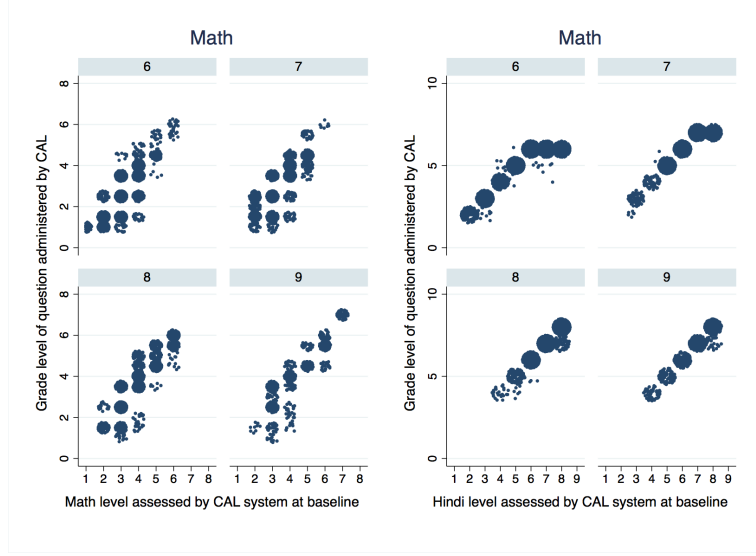 Math
6 7
8
6
4
2
0
8 9
8
6
4
2
0
1 2 3 4 5 6 7 8 1 2 3 4 5 6 7 8
Grade level of question administered by CAL
Math level assessed by CAL system at baseline
Math
6 7
10
5
0
8 9
10
5
0
1 2 3 4 5 6 7 8 9 1 2 3 4 5 6 7 8 9
Grade level of question administered by CAL
Hindi level assessed by CAL system at baseline